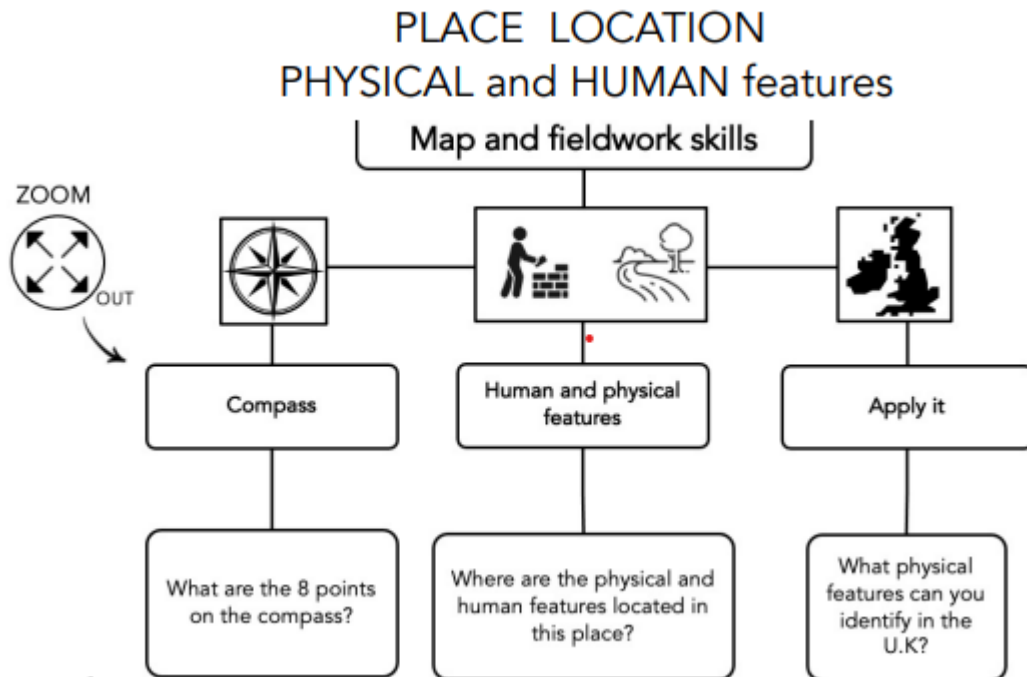 PLACE LOCATION
PHYSICAL and HUMAN features
Map and fieldwork skills
ZOOM
OUT
Compass
Human and physical
features
Apply it
What are the 8 points
on the compass?
Where are the physical and
human features located in
this place?
What physical
features can you
identify in the
U.K?